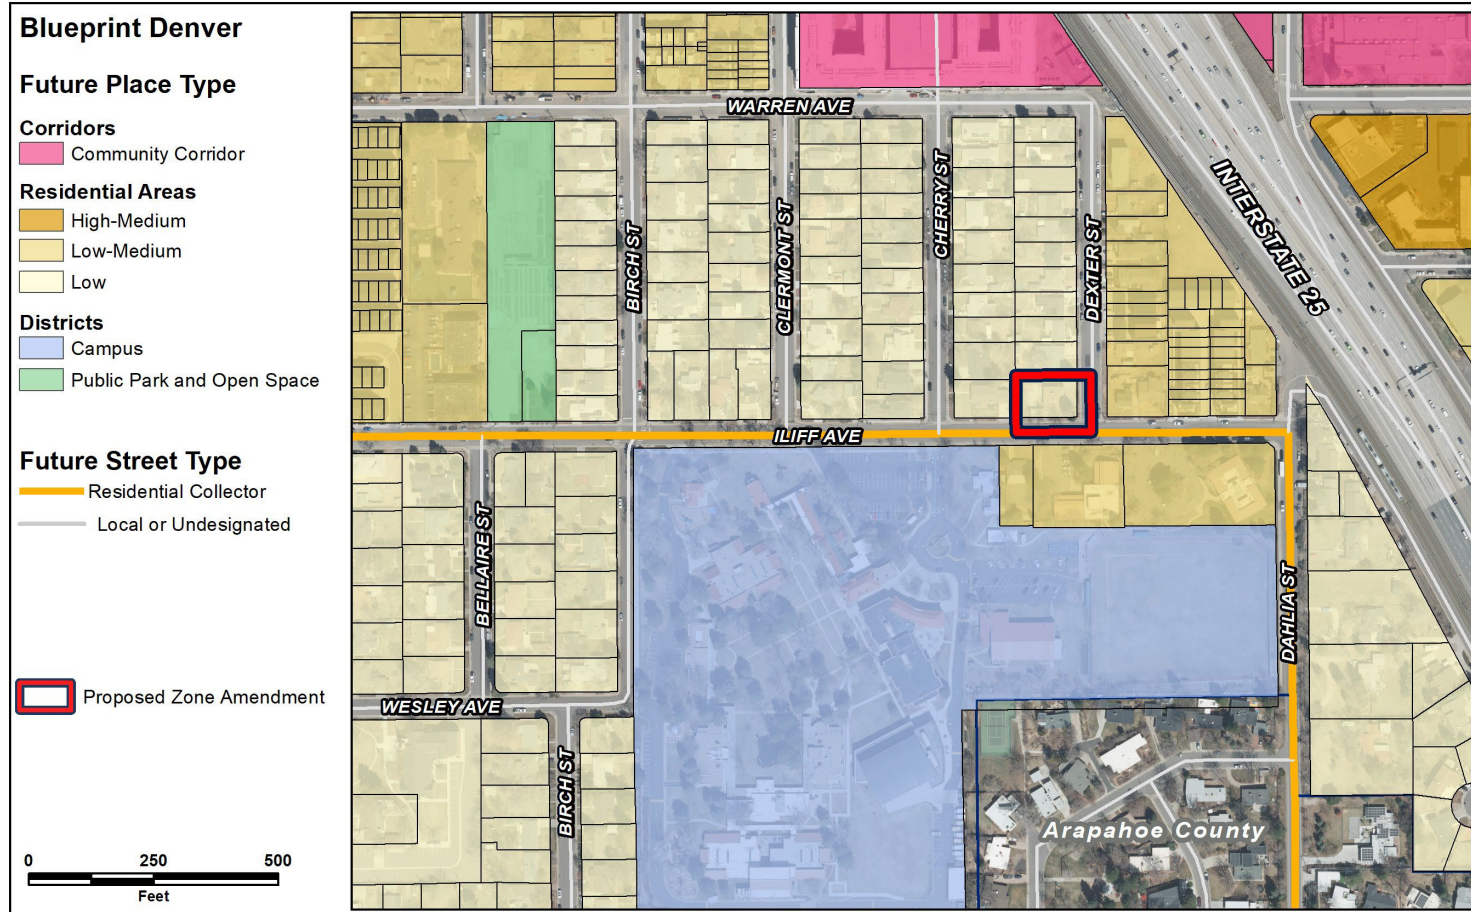 Blueprint Denver
Future Place Type
Corridors
Community Corridor
Residential Areas
High-Medium
Low-Medium
Low
Districts
Campus
Public Park and Open Space
Future Street Type
Residential Collector
Local or Undesignated
Proposed Zone Amendment
0 250 500
Feet
WARREN AVE
INTERSTATE 25
BIRCH ST
CLERMONT ST
CHERRY ST
DEXTER ST
ILIFF AVE
BELLAIRE ST
DAHLIA ST
WESLEY AVE
BIRCH ST
Arapahoe County